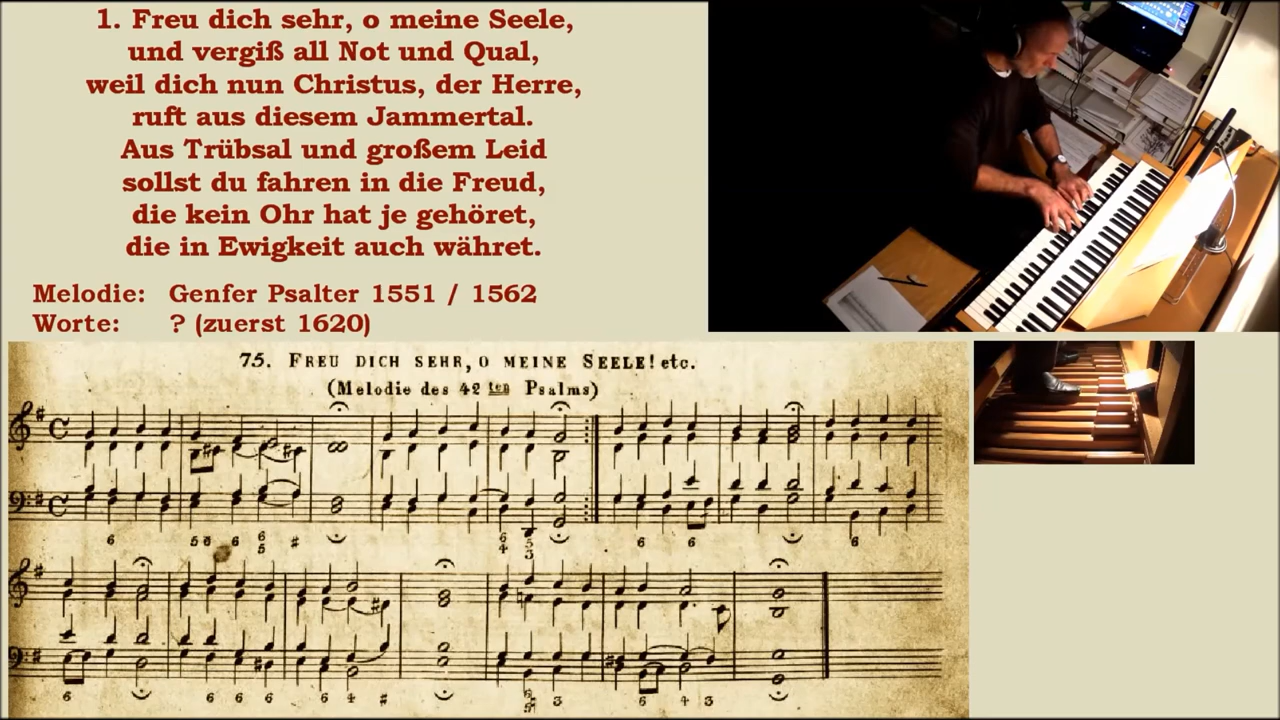 1. Freu dich sehr, o meine Seele,
und vergiß all Not und Qual,
weil dich nun Christus, der Herre,
ruft aus diesem Jammertal.
Aus Trübsal und großem Leid
sollst du fahren in die Freud,
die kein Ohr hat je gehöret,
die in Ewigkeit auch währet.
Melodie: Genfer Psalter 1551 / 1562
Worte: ? (zuerst 1620)
75. FREU DICH SEHR, O MEINE SEELE! etc.
(Melodie des 42 ten Psalms)